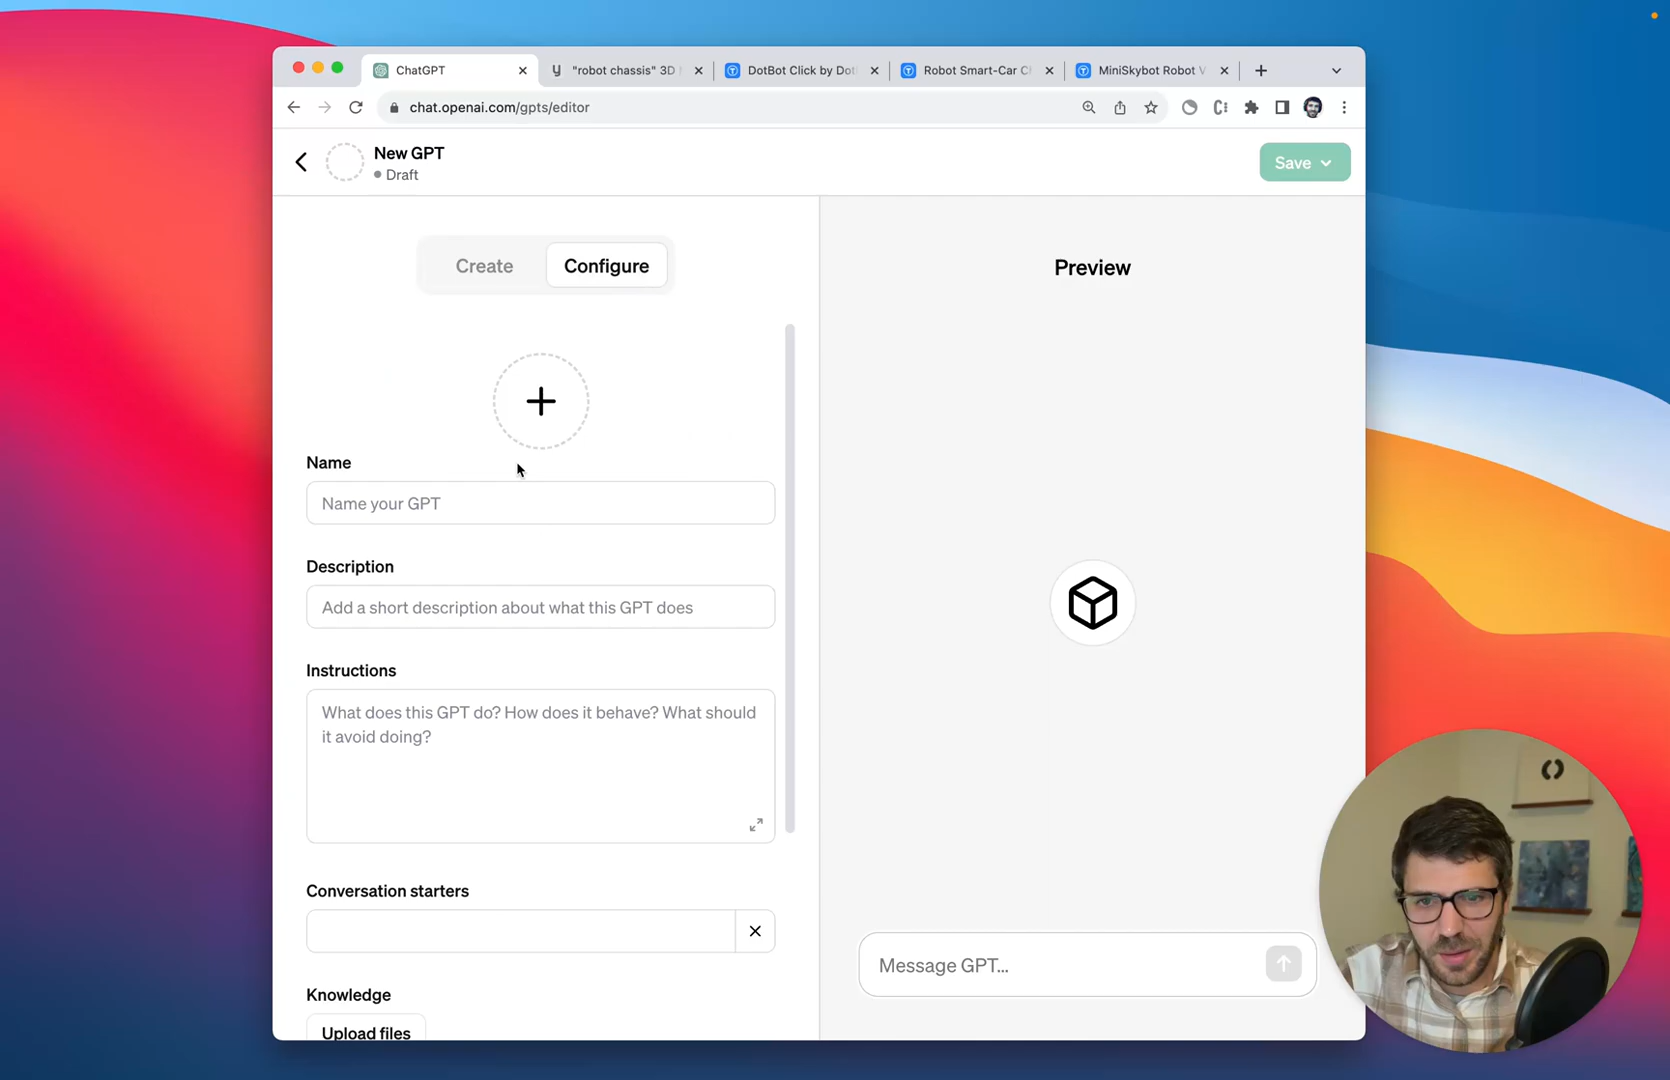 ChatGPT
"robot chassis" 3D
DotBot Click by Dot
Robot Smart-Car C
MiniSkybot Robot V
chat.openai.com/gpts/editor
New GPT
Draft
Save
Create
Configure
Preview
Name
Name your GPT
Description
Add a short description about what this GPT does
Instructions
What does this GPT do? How does it behave? What should
it avoid doing?
Conversation starters
Knowledge
Upload files
Message GPT...